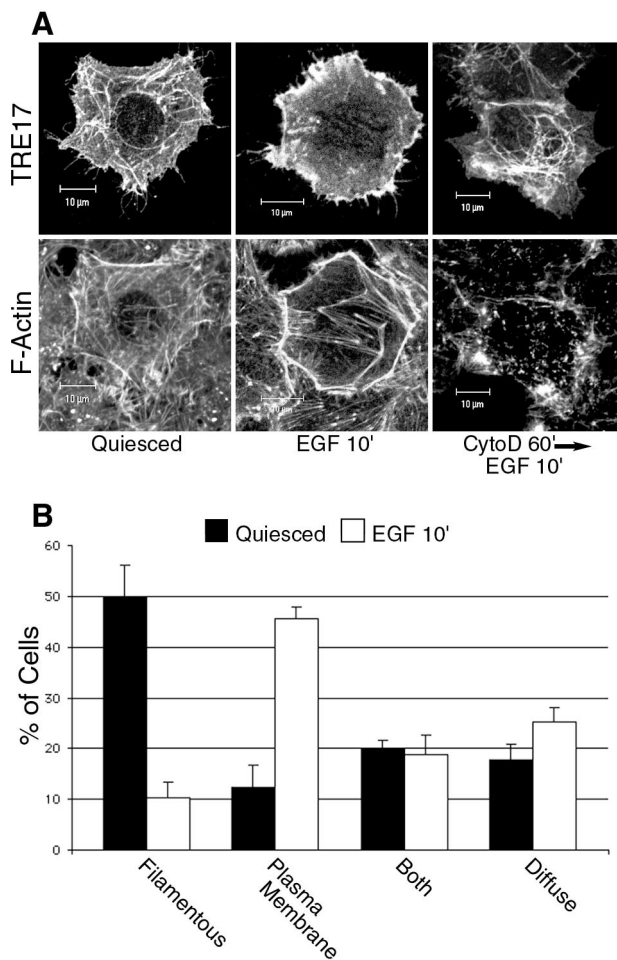 A
TRE17
10 µm
10 µm
10 µm
F-Actin
10 µm
10 µm
Quiesced
EGF 10'
CytoD 60'
EGF 10'
B
Quiesced
EGF 10'
60
50
40
30
20
10
0
% of Cells
Filamentous
Plasma
Membrane
Both
Diffuse